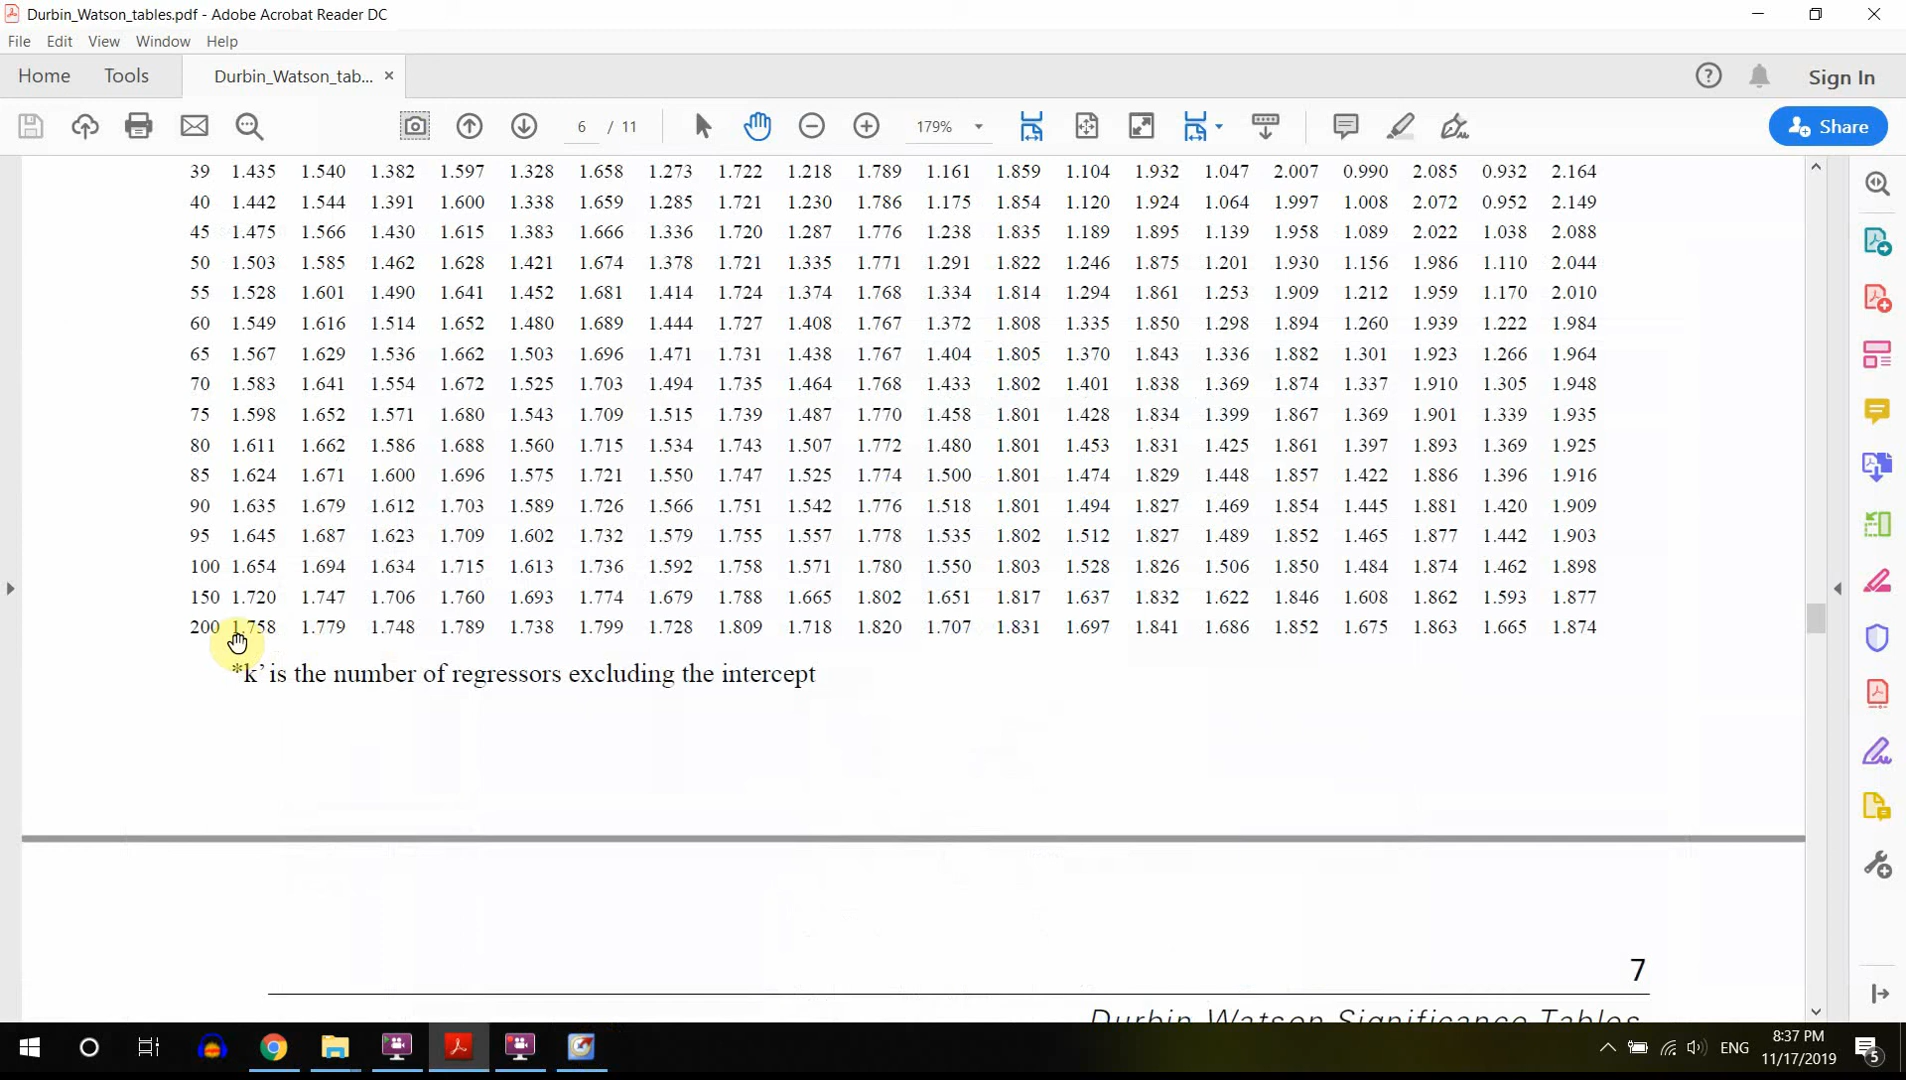 Durbin_Watson_tables.pdf - Adobe Acrobat Reader DC
File Edit View Window Help
Home Tools Durbin_Watson_tab... × Sign In
6 / 11 179% Share
39 1.435 1.540 1.382 1.597 1.328 1.658 1.273 1.722 1.218 1.789 1.161 1.859 1.104 1.932 1.047 2.007 0.990 2.085 0.932 2.164
40 1.442 1.544 1.391 1.600 1.338 1.659 1.285 1.721 1.230 1.786 1.175 1.854 1.120 1.924 1.064 1.997 1.008 2.072 0.952 2.149
45 1.475 1.566 1.430 1.615 1.383 1.666 1.336 1.720 1.287 1.776 1.238 1.835 1.189 1.895 1.139 1.958 1.089 2.022 1.038 2.088
50 1.503 1.585 1.462 1.628 1.421 1.674 1.378 1.721 1.335 1.771 1.291 1.822 1.246 1.875 1.201 1.930 1.156 1.986 1.110 2.044
55 1.528 1.601 1.490 1.641 1.452 1.681 1.414 1.724 1.374 1.768 1.334 1.814 1.294 1.861 1.253 1.909 1.212 1.959 1.170 2.010
60 1.549 1.616 1.514 1.652 1.480 1.689 1.444 1.727 1.408 1.767 1.372 1.808 1.335 1.850 1.298 1.894 1.260 1.939 1.222 1.984
65 1.567 1.629 1.536 1.662 1.503 1.696 1.471 1.731 1.438 1.767 1.404 1.805 1.370 1.843 1.336 1.882 1.301 1.923 1.266 1.964
70 1.583 1.641 1.554 1.672 1.525 1.703 1.494 1.735 1.464 1.768 1.433 1.802 1.401 1.838 1.369 1.874 1.337 1.910 1.305 1.948
75 1.598 1.652 1.571 1.680 1.543 1.709 1.515 1.739 1.487 1.770 1.458 1.801 1.428 1.834 1.399 1.867 1.369 1.901 1.339 1.935
80 1.611 1.662 1.586 1.688 1.560 1.715 1.534 1.743 1.507 1.772 1.480 1.801 1.453 1.831 1.425 1.861 1.397 1.893 1.369 1.925
85 1.624 1.671 1.600 1.696 1.575 1.721 1.550 1.747 1.525 1.774 1.500 1.801 1.474 1.829 1.448 1.857 1.422 1.886 1.396 1.916
90 1.635 1.679 1.612 1.703 1.589 1.726 1.566 1.751 1.542 1.776 1.518 1.801 1.494 1.827 1.469 1.854 1.445 1.881 1.420 1.909
95 1.645 1.687 1.623 1.709 1.602 1.732 1.579 1.755 1.557 1.778 1.535 1.802 1.512 1.827 1.489 1.852 1.465 1.877 1.442 1.903
100 1.654 1.694 1.634 1.715 1.613 1.736 1.592 1.758 1.571 1.780 1.550 1.803 1.528 1.826 1.506 1.850 1.484 1.874 1.462 1.898
150 1.720 1.747 1.706 1.760 1.693 1.774 1.679 1.788 1.665 1.802 1.651 1.817 1.637 1.832 1.622 1.846 1.608 1.862 1.593 1.877
200 1.758 1.779 1.748 1.789 1.738 1.799 1.728 1.809 1.718 1.820 1.707 1.831 1.697 1.841 1.686 1.852 1.675 1.863 1.665 1.874
*k’ is the number of regressors excluding the intercept
7
Durbin Watson Significance Tables
ENG 8:37 PM
11/17/2019 5